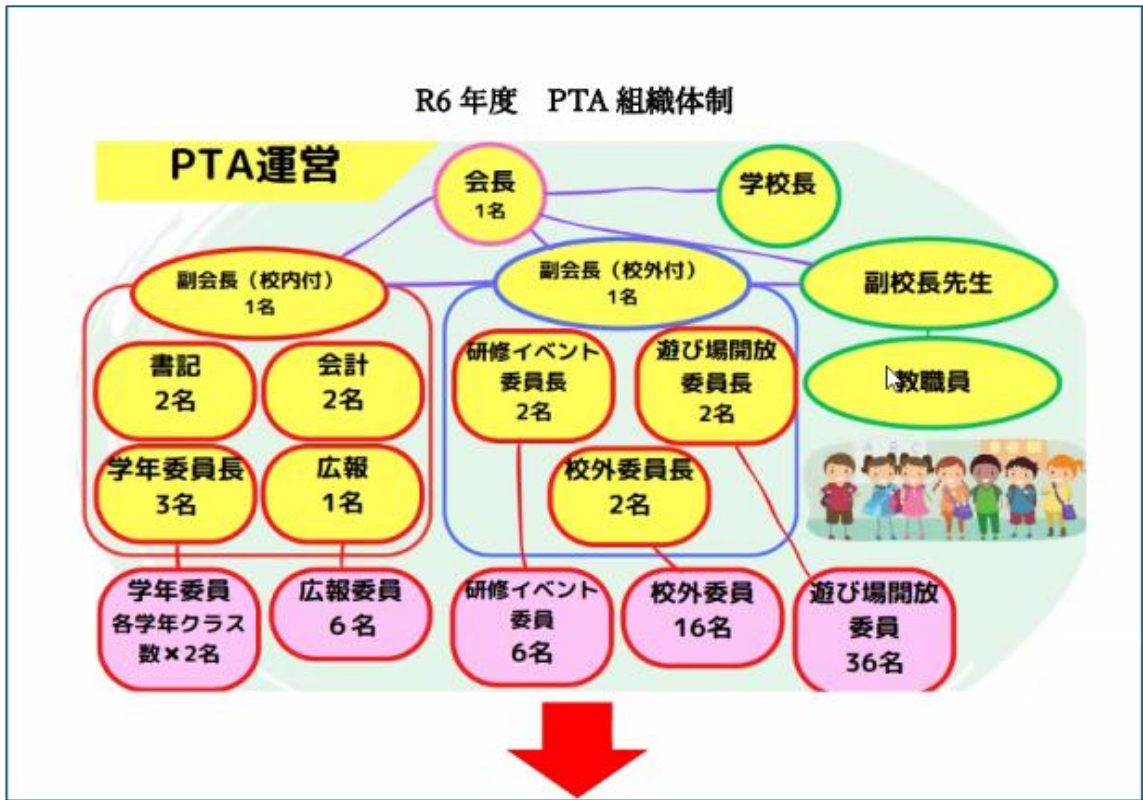 R6 年度　PTA 組織体制
PTA運営
会長
1名
学校長
副会長（校内付）
1名
副会長（校外付）
1名
副校長先生
書記
2名
会計
2名
研修イベント
委員長
2名
遊び場開放
委員長
2名
教職員
学年委員長
3名
広報
1名
校外委員長
2名
学年委員
各学年クラス
数×2名
広報委員
６名
研修イベント
委員
6名
校外委員
16名
遊び場開放
委員
36名